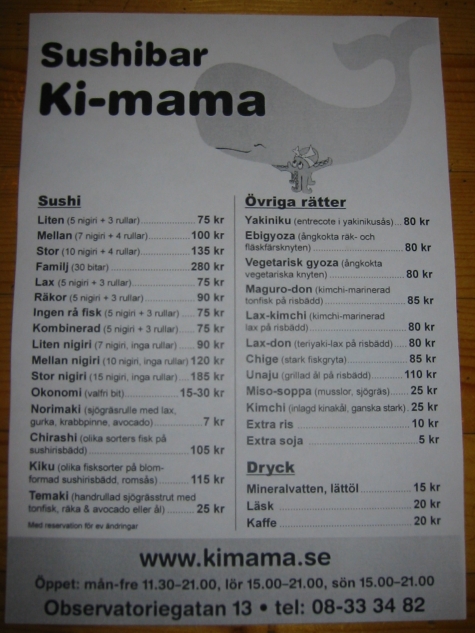 Sushibar
Ki-mama
Sushi
Liten (5 nigiri + 3 rullar) 75 kr
Mellan (7 nigiri + 4 rullar) 100 kr
Stor (10 nigiri + 4 rullar) 135 kr
Familj (30 bitar) 280 kr
Lax (5 nigiri + 3 rullar) 75 kr
Räkor (5 nigiri + 3 rullar) 90 kr
Ingen rå fisk (5 nigiri + 3 rullar) 75 kr
Kombinerad (5 nigiri + 3 rullar) 75 kr
Liten nigiri (7 nigiri, inga rullar) 90 kr
Mellan nigiri (10 nigiri, inga rullar) 120 kr
Stor nigiri (15 nigiri, inga rullar) 185 kr
Okonomi (valfri bit) 15-30 kr
Norimaki (sjögräsrulle med lax,
gurka, krabbpinne, avocado) 7 kr
Chirashi (olika sorters fisk på
sushirisbädd) 105 kr
Kiku (olika fisksorter på blom-
formad sushirisbädd, romsås) 115 kr
Temaki (handrullad sjögrässtrut med
tonfisk, räka & avocado eller ål) 25 kr
Med reservation för ev ändringar
Övriga rätter
Yakiniku (entrecote i yakinikusås) 80 kr
Ebigyoza (ångkokta räk- och
fläskfärsknyten) 80 kr
Vegetarisk gyoza (ångkokta
vegetariska knyten) 80 kr
Maguro-don (kimchi-marinerad
tonfisk på risbädd) 85 kr
Lax-kimchi (kimchi-marinerad
lax på risbädd) 80 kr
Lax-don (teriyaki-lax på risbädd) 80 kr
Chige (stark fiskgryta) 85 kr
Unaju (grillad ål på risbädd) 110 kr
Miso-soppa (musslor, sjögräs) 25 kr
Kimchi (inlagd kinakål, ganska stark) 25 kr
Extra ris 10 kr
Extra soja 5 kr
Dryck
Mineralvatten, lättöl 15 kr
Läsk 20 kr
Kaffe 20 kr
www.kimama.se
Öppet: mån-fre 11.30–21.00, lör 15.00–21.00, sön 15.00–21.00
Observatoriegatan 13 • tel: 08-33 34 82